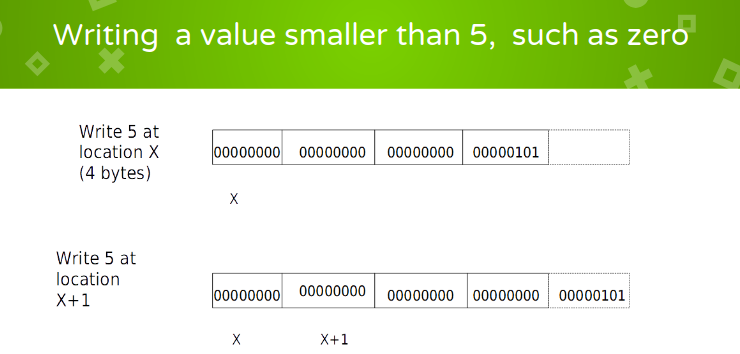 Writing a value smaller than 5, such as zero
Write 5 at
location X
(4 bytes)
00000000 00000000 00000000 00000101
X
Write 5 at
location
X+1
00000000 00000000 00000000 00000000 00000101
X X+1